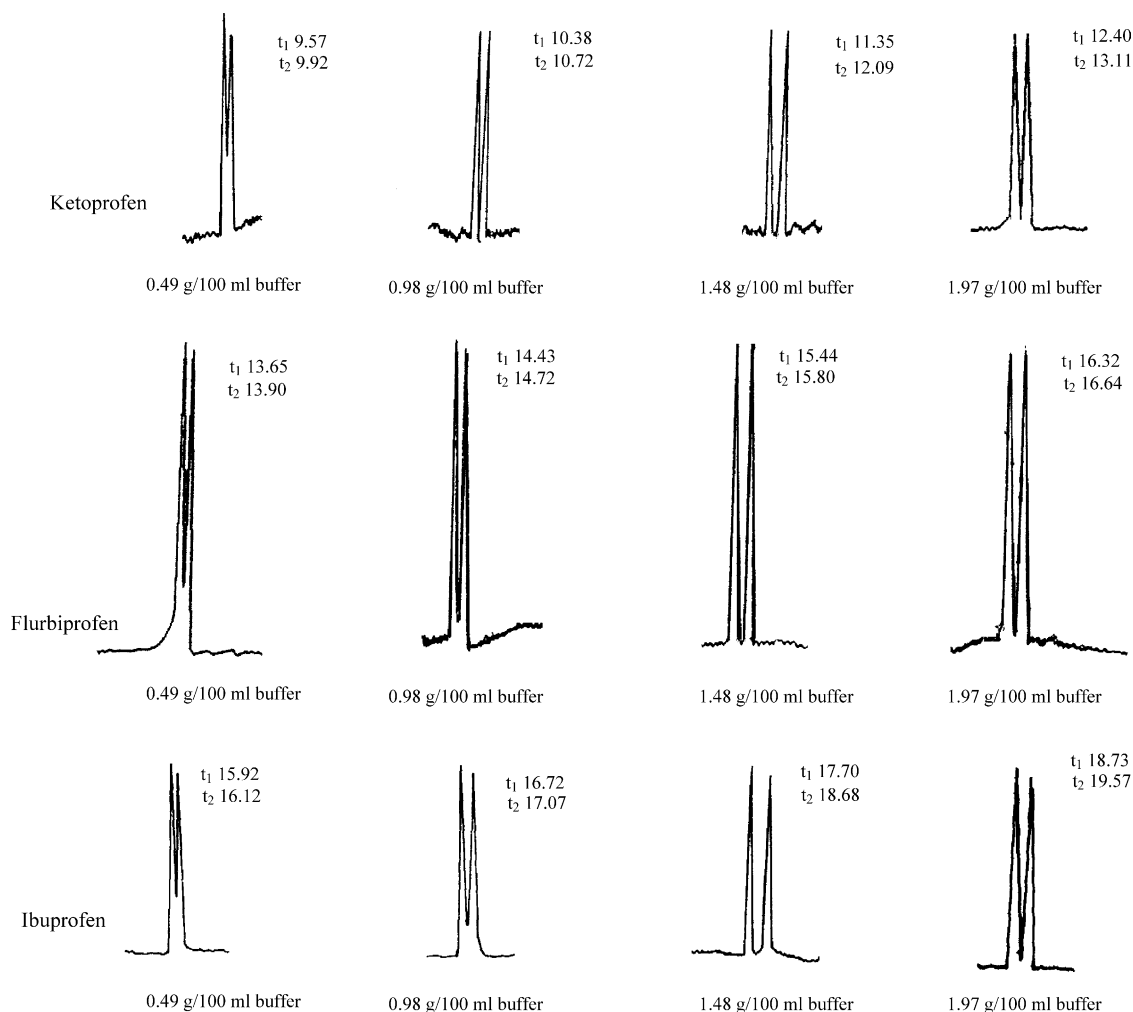 t₁ 9.57
t₂ 9.92
t₁ 10.38
t₂ 10.72
t₁ 11.35
t₂ 12.09
t₁ 12.40
t₂ 13.11
Ketoprofen
0.49 g/100 ml buffer
0.98 g/100 ml buffer
1.48 g/100 ml buffer
1.97 g/100 ml buffer
t₁ 13.65
t₂ 13.90
t₁ 14.43
t₂ 14.72
t₁ 15.44
t₂ 15.80
t₁ 16.32
t₂ 16.64
Flurbiprofen
0.49 g/100 ml buffer
0.98 g/100 ml buffer
1.48 g/100 ml buffer
1.97 g/100 ml buffer
t₁ 15.92
t₂ 16.12
t₁ 16.72
t₂ 17.07
t₁ 17.70
t₂ 18.68
t₁ 18.73
t₂ 19.57
Ibuprofen
0.49 g/100 ml buffer
0.98 g/100 ml buffer
1.48 g/100 ml buffer
1.97 g/100 ml buffer